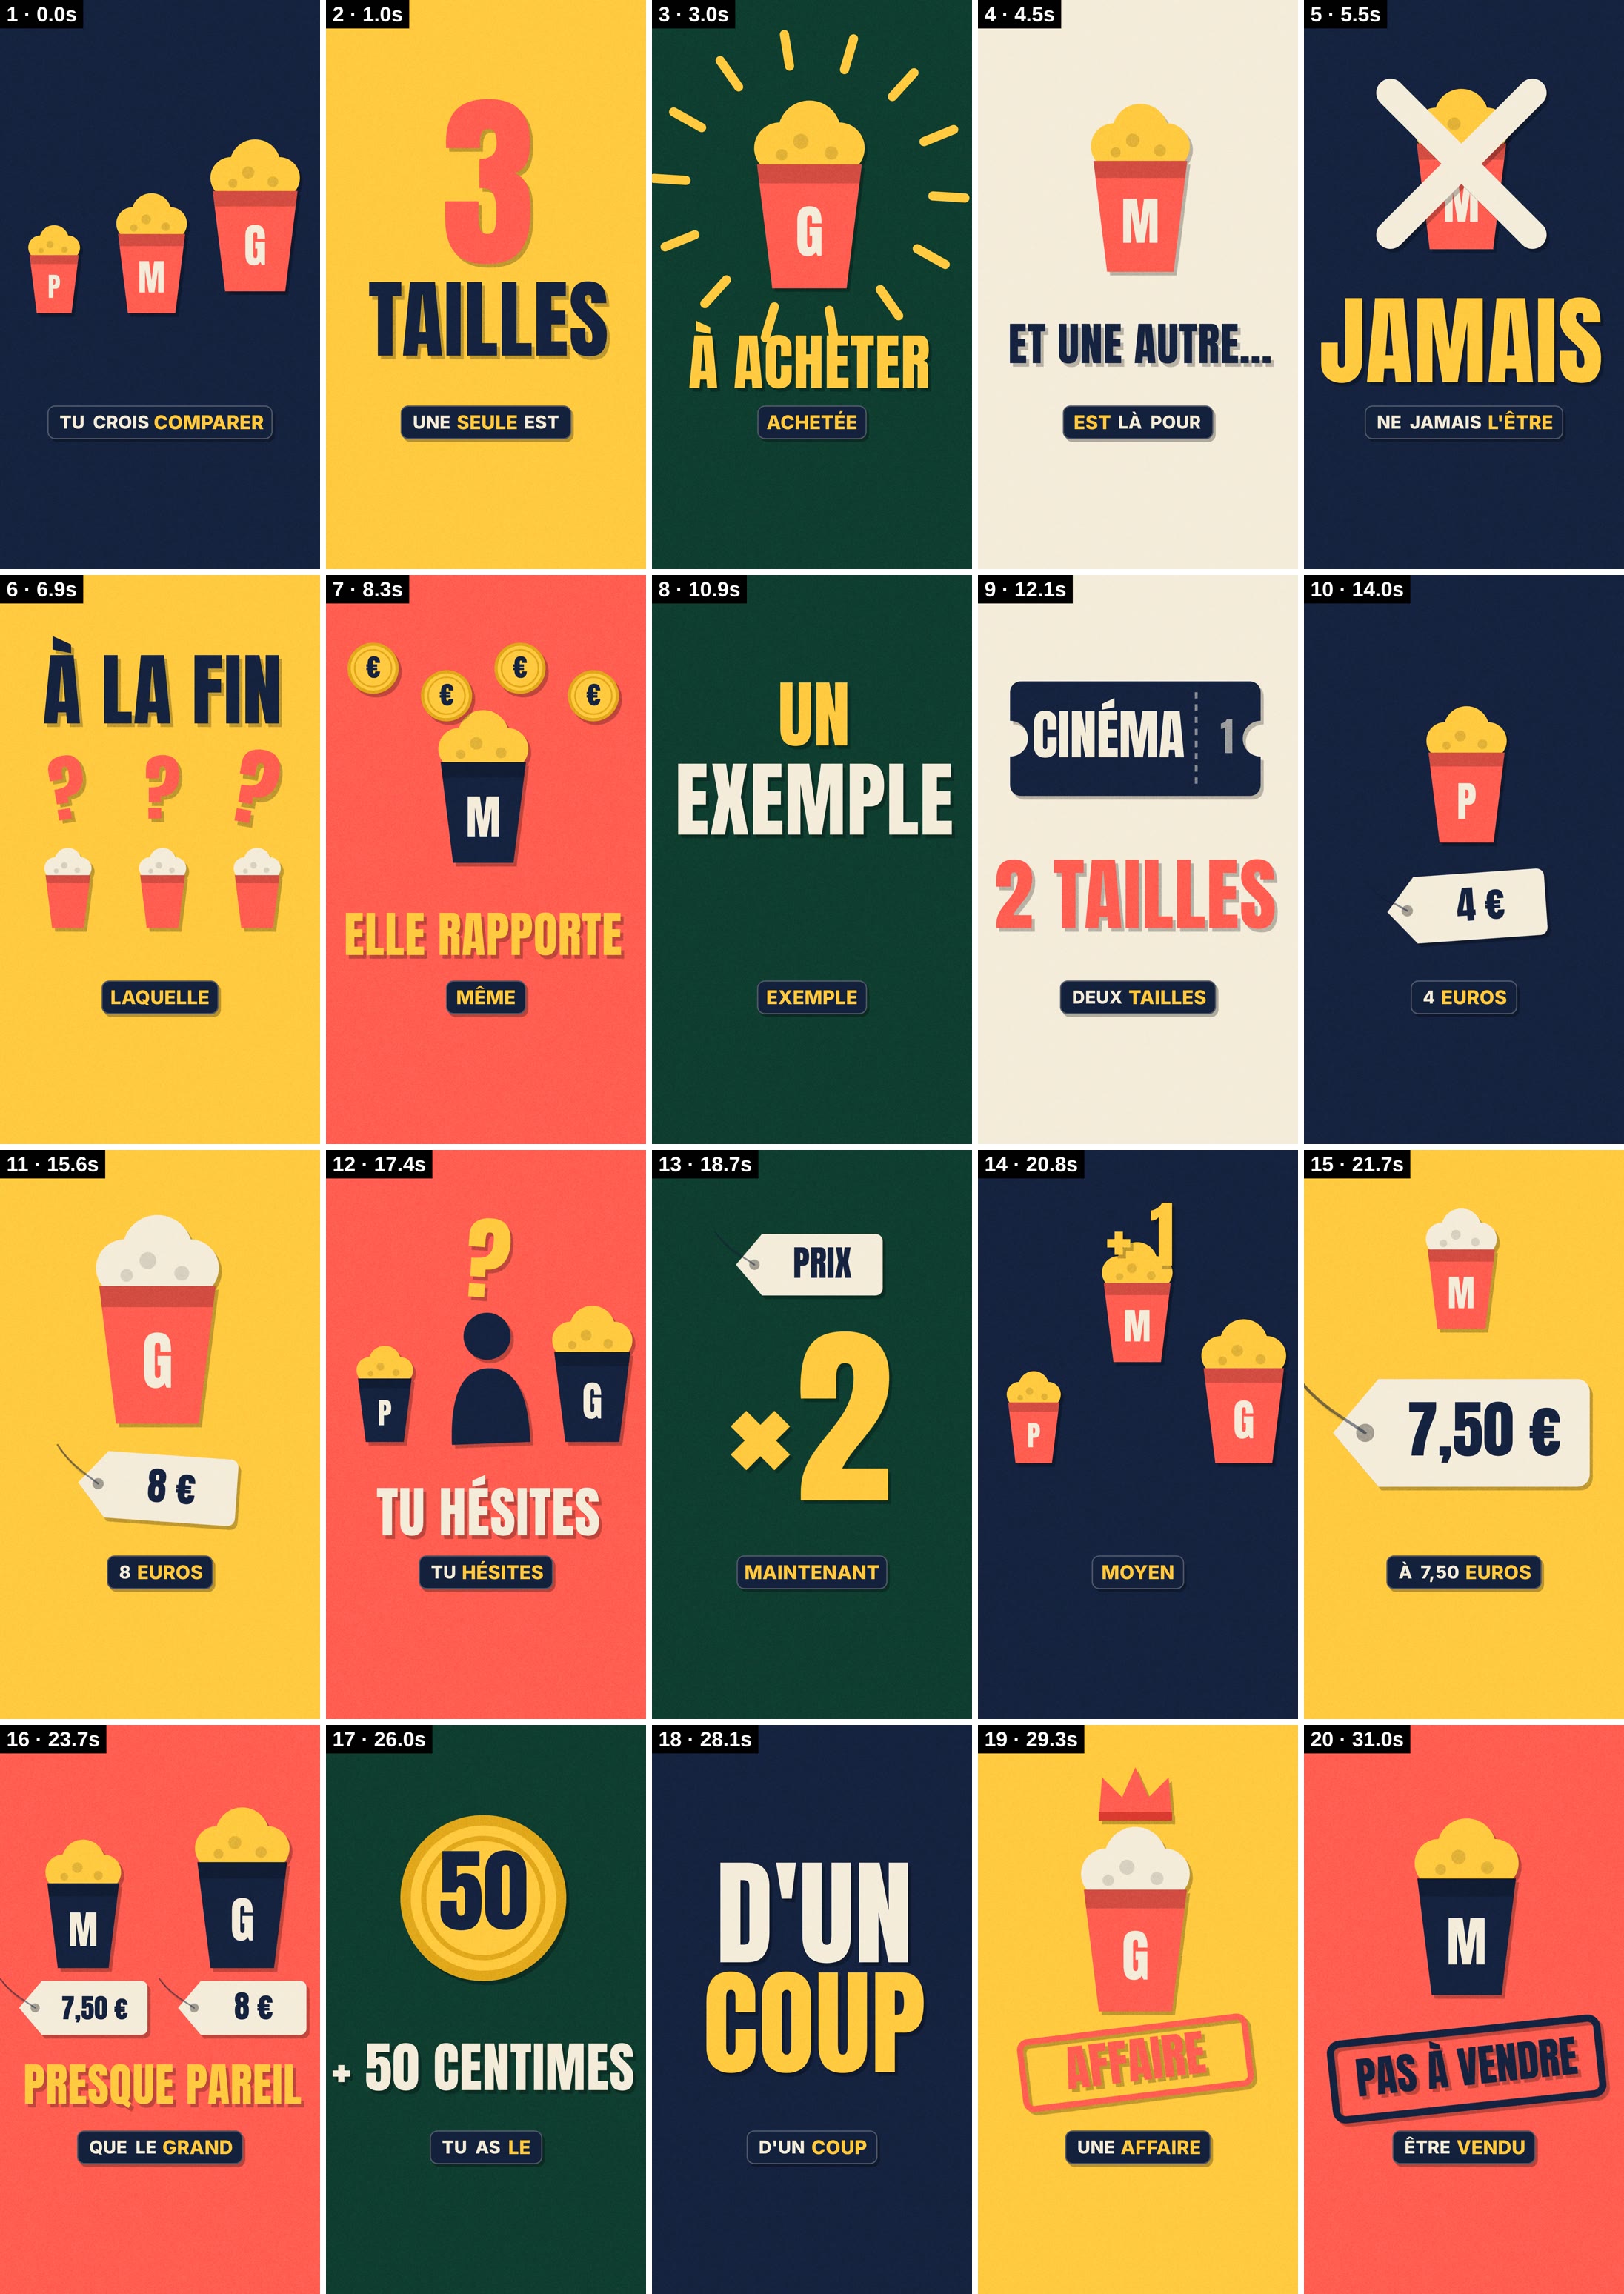 1 · 0.0s
P
M
G
TU CROIS COMPARER
2 · 1.0s
3
TAILLES
UNE SEULE EST
3 · 3.0s
G
À ACHETER
ACHETÉE
4 · 4.5s
M
ET UNE AUTRE...
EST LÀ POUR
5 · 5.5s
M
JAMAIS
NE JAMAIS L'ÊTRE
6 · 6.9s
À LA FIN
? ? ?
LAQUELLE
7 · 8.3s
€ € € €
M
ELLE RAPPORTE
MÊME
8 · 10.9s
UN
EXEMPLE
EXEMPLE
9 · 12.1s
CINÉMA 1
2 TAILLES
DEUX TAILLES
10 · 14.0s
P
4 €
4 EUROS
11 · 15.6s
G
8 €
8 EUROS
12 · 17.4s
?
P
G
TU HÉSITES
TU HÉSITES
13 · 18.7s
PRIX
×2
MAINTENANT
14 · 20.8s
+1
M
P
G
MOYEN
15 · 21.7s
M
7,50 €
À 7,50 EUROS
16 · 23.7s
M
G
7,50 €
8 €
PRESQUE PAREIL
QUE LE GRAND
17 · 26.0s
50
+ 50 CENTIMES
TU AS LE
18 · 28.1s
D'UN
COUP
D'UN COUP
19 · 29.3s
G
AFFAIRE
UNE AFFAIRE
20 · 31.0s
M
PAS À VENDRE
ÊTRE VENDU